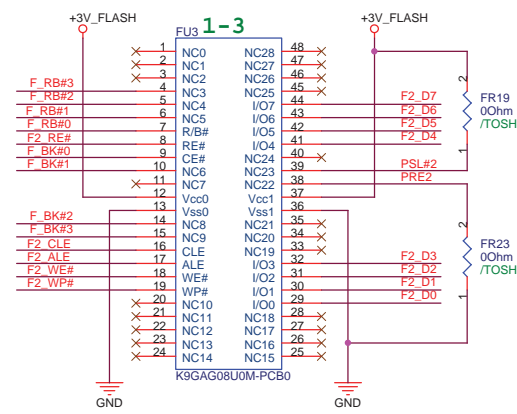 +3V_FLASH
FU3 1-3
+3V_FLASH
1 NC0 NC28 48
2 NC1 NC27 47
3 NC2 NC26 46
F_RB#3 4 NC3 NC25 45
F_RB#2 5 NC4 I/O7 44 F2_D7
F_RB#1 6 NC5 I/O6 43 F2_D6
F_RB#0 7 R/B# I/O5 42 F2_D5
F2_RE# 8 RE# I/O4 41 F2_D4
F_BK#0 9 CE# NC24 40
F_BK#1 10 NC6 NC23 39 PSL#2
11 NC7 NC22 38 PRE2
12 Vcc0 Vcc1 37
13 Vss0 Vss1 36
F_BK#2 14 NC8 NC21 35
F_BK#3 15 NC9 NC20 34
F2_CLE 16 CLE NC19 33
F2_ALE 17 ALE I/O3 32 F2_D3
F2_WE# 18 WE# I/O2 31 F2_D2
F2_WP# 19 WP# I/O1 30 F2_D1
20 NC10 I/O0 29 F2_D0
21 NC11 NC18 28
22 NC12 NC17 27
23 NC13 NC16 26
24 NC14 NC15 25
K9GAG08U0M-PCB0
2
FR19
0Ohm
/TOSH
1
2
FR23
0Ohm
/TOSH
1
GND
GND